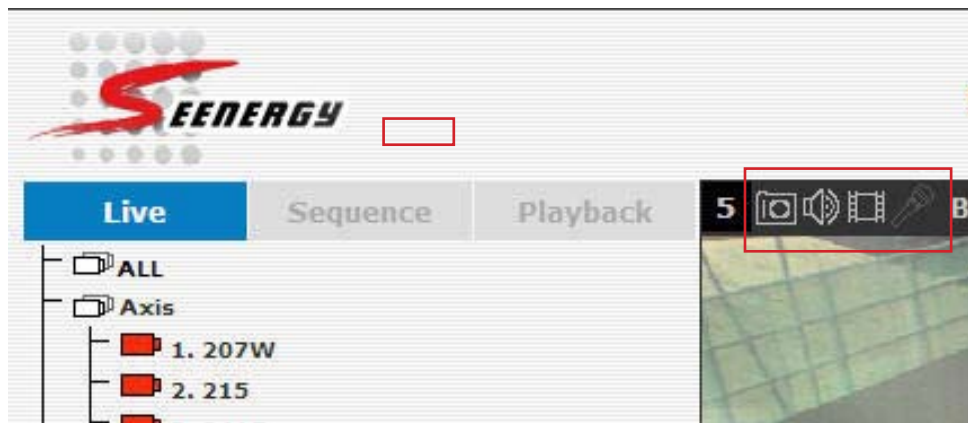 SEENERGY
Live Sequence Playback 5 B
ALL
Axis
1. 207W
2. 215